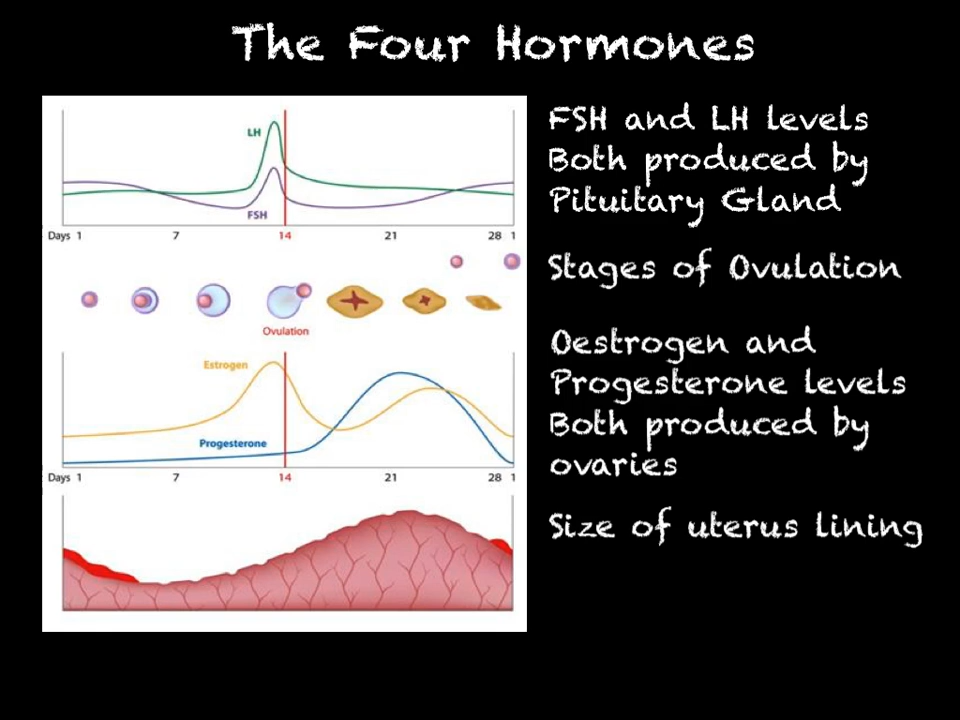 The Four Hormones
LH
FSH
Days 1 7 14 21 28 1
Ovulation
Estrogen
Progesterone
Days 1 7 14 21 28 1
FSH and LH levels
Both produced by
Pituitary Gland
Stages of Ovulation
Oestrogen and
Progesterone levels
Both produced by
ovaries
Size of uterus lining